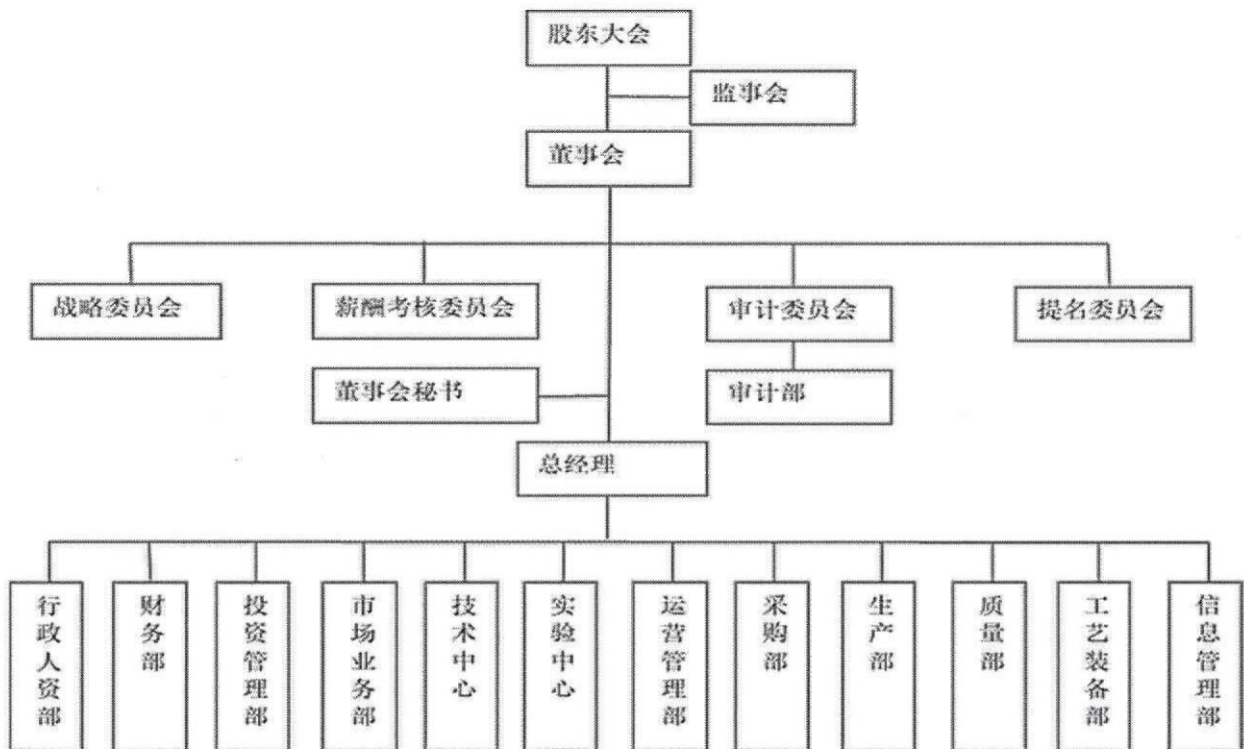 股东大会
监事会
董事会
战略委员会
薪酬考核委员会
审计委员会
提名委员会
董事会秘书
审计部
总经理
行政人资部
财务部
投资管理部
市场业务部
技术中心
实验中心
运营管理部
采购部
生产部
质量部
工艺装备部
信息管理部